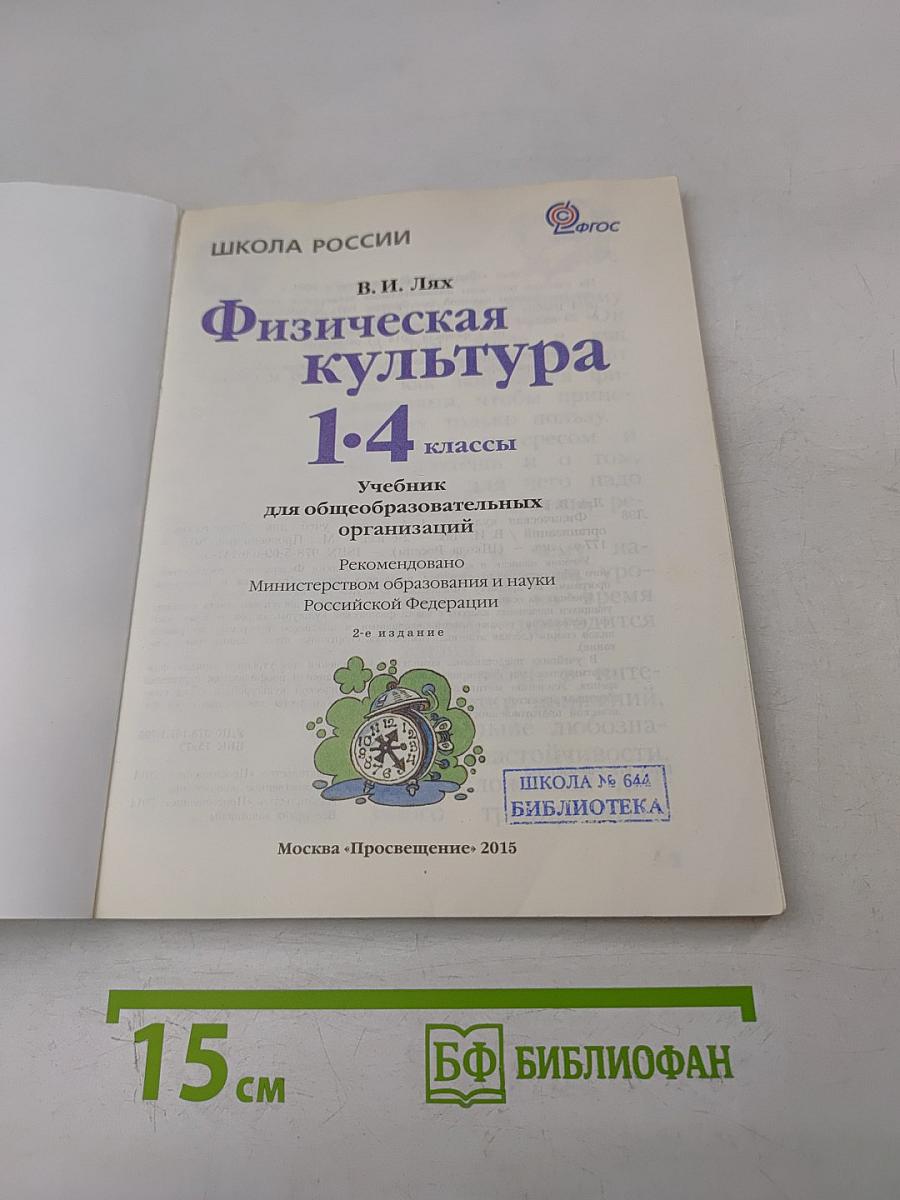 ШКОЛА РОССИИ
ФГОС
В. И. Лях
Физическая
культура
1•4 классы
Учебник
для общеобразовательных
организаций
Рекомендовано
Министерством образования и науки
Российской Федерации
2-е издание
ШКОЛА № 644
БИБЛИОТЕКА
Москва «Просвещение» 2015
15 см
БФ БИБЛИОФАН